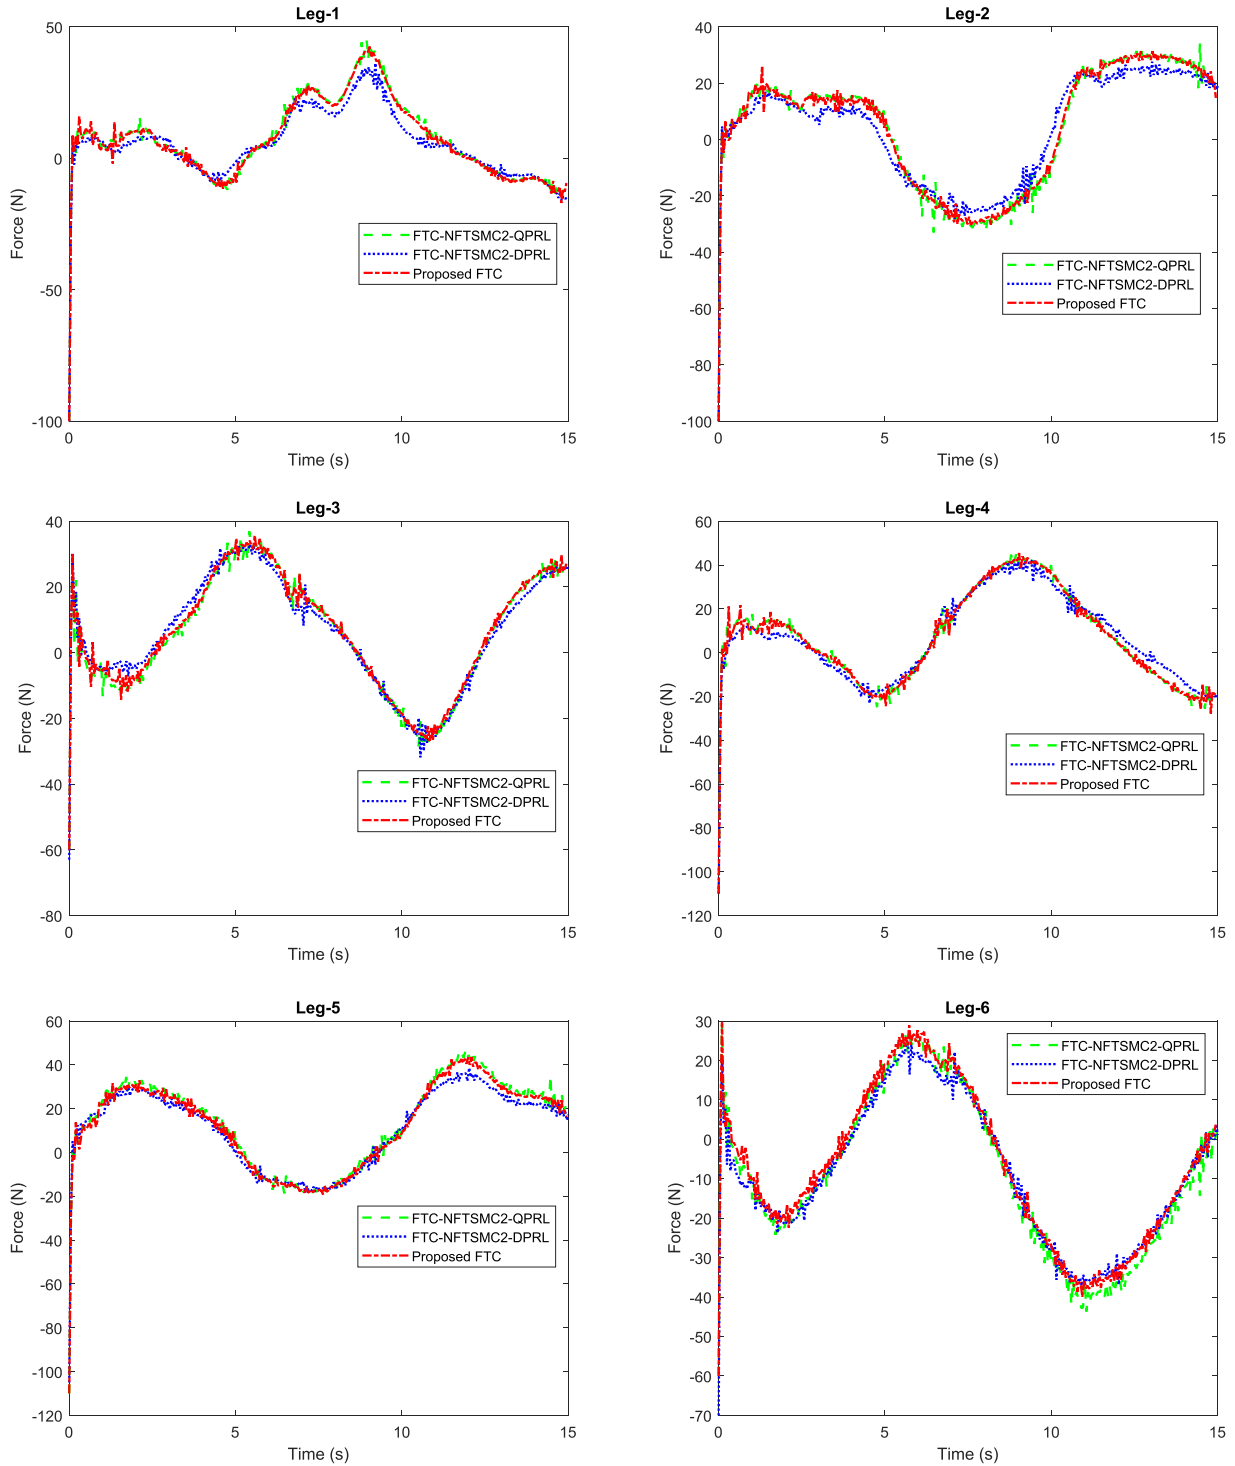 Leg-1
50
0
-50
-100
Force (N)
0
5
10
15
Time (s)
FTC-NFTSMC2-QPRL
FTC-NFTSMC2-DPRL
Proposed FTC
Leg-2
40
20
0
-20
-40
-60
-80
-100
Force (N)
0
5
10
15
Time (s)
FTC-NFTSMC2-QPRL
FTC-NFTSMC2-DPRL
Proposed FTC
Leg-3
40
20
0
-20
-40
-60
-80
Force (N)
0
5
10
15
Time (s)
FTC-NFTSMC2-QPRL
FTC-NFTSMC2-DPRL
Proposed FTC
Leg-4
60
40
20
0
-20
-40
-60
-80
-100
-120
Force (N)
0
5
10
15
Time (s)
FTC-NFTSMC2-QPRL
FTC-NFTSMC2-DPRL
Proposed FTC
Leg-5
60
40
20
0
-20
-40
-60
-80
-100
-120
Force (N)
0
5
10
15
Time (s)
FTC-NFTSMC2-QPRL
FTC-NFTSMC2-DPRL
Proposed FTC
Leg-6
30
20
10
0
-10
-20
-30
-40
-50
-60
-70
Force (N)
0
5
10
15
Time (s)
FTC-NFTSMC2-QPRL
FTC-NFTSMC2-DPRL
Proposed FTC